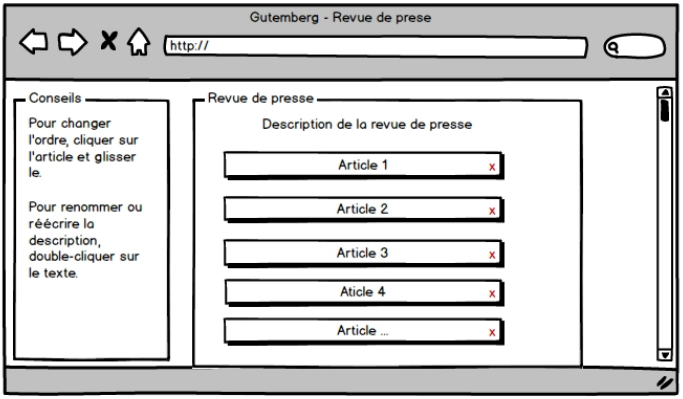 Gutemberg - Revue de prese
http://
Conseils
Pour changer
l'ordre, cliquer sur
l'article et glisser
le.
Pour renommer ou
réécrire la
description,
double-cliquer sur
le texte.
Revue de presse
Description de la revue de presse
Article 1 x
Article 2 x
Article 3 x
Aticle 4 x
Article ... x